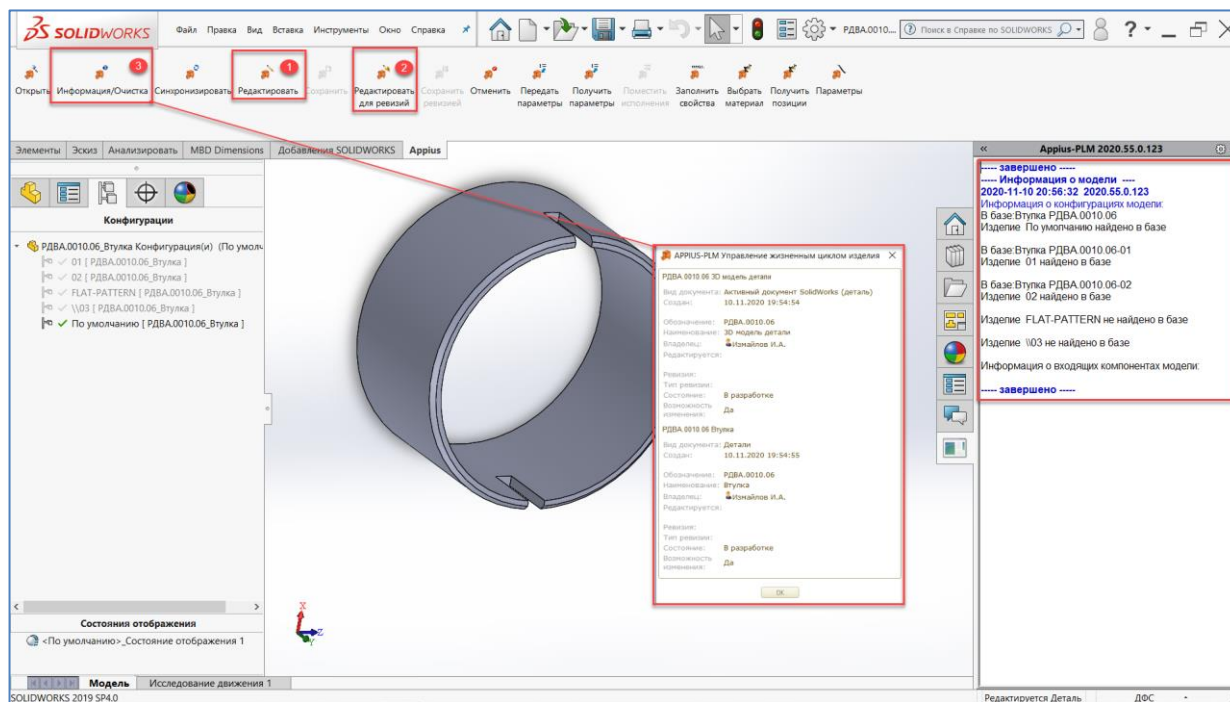 SOLIDWORKS
Файл Правка Вид Вставка Инструменты Окно Справка
РДВА.0010....
Поиск в Справке по SOLIDWORKS
3
1
2
Открыть
Информация/Очистка
Синхронизировать
Редактировать
Сохранить
Редактировать для ревизий
Сохранить ревизией
Отменить
Передать параметры
Получить параметры
Поместить исполнения
Заполнить свойства
Выбрать материал
Получить позиции
Параметры
Элементы Эскиз Анализировать MBD Dimensions Добавления SOLIDWORKS Appius
Конфигурации
РДВА.0010.06_Втулка Конфигурация(и) (По умолч
01 [ РДВА.0010.06_Втулка ]
02 [ РДВА.0010.06_Втулка ]
FLAT-PATTERN [ РДВА.0010.06_Втулка ]
\\03 [ РДВА.0010.06_Втулка ]
По умолчанию [ РДВА.0010.06_Втулка ]
Состояния отображения
<По умолчанию>_Состояние отображения 1
Модель Исследование движения 1
SOLIDWORKS 2019 SP4.0
X
Z
Y
APPIUS-PLM Управление жизненным циклом изделия
РДВА.0010.06 3D модель детали
Вид документа: Активный документ SolidWorks (деталь)
Создан: 10.11.2020 19:54:54
Обозначение: РДВА.0010.06
Наименование: 3D модель детали
Владелец: Измайлов И.А.
Редактируется:
Ревизия:
Тип ревизии:
Состояние: В разработке
Возможность изменения: Да
РДВА.0010.06 Втулка
Вид документа: Детали
Создан: 10.11.2020 19:54:55
Обозначение: РДВА.0010.06
Наименование: Втулка
Владелец: Измайлов И.А.
Редактируется:
Ревизия:
Тип ревизии:
Состояние: В разработке
Возможность изменения: Да
OK
Appius-PLM 2020.55.0.123
----- завершено -----
----- Информация о модели ----
2020-11-10 20:56:32 2020.55.0.123
Информация о конфигурациях модели:
В базе:Втулка РДВА.0010.06
Изделие По умолчанию найдено в базе
В базе:Втулка РДВА.0010.06-01
Изделие 01 найдено в базе
В базе:Втулка РДВА.0010.06-02
Изделие 02 найдено в базе
Изделие FLAT-PATTERN не найдено в базе
Изделие \\03 не найдено в базе
Информация о входящих компонентах модели:
----- завершено -----
Редактируется Деталь ДФС